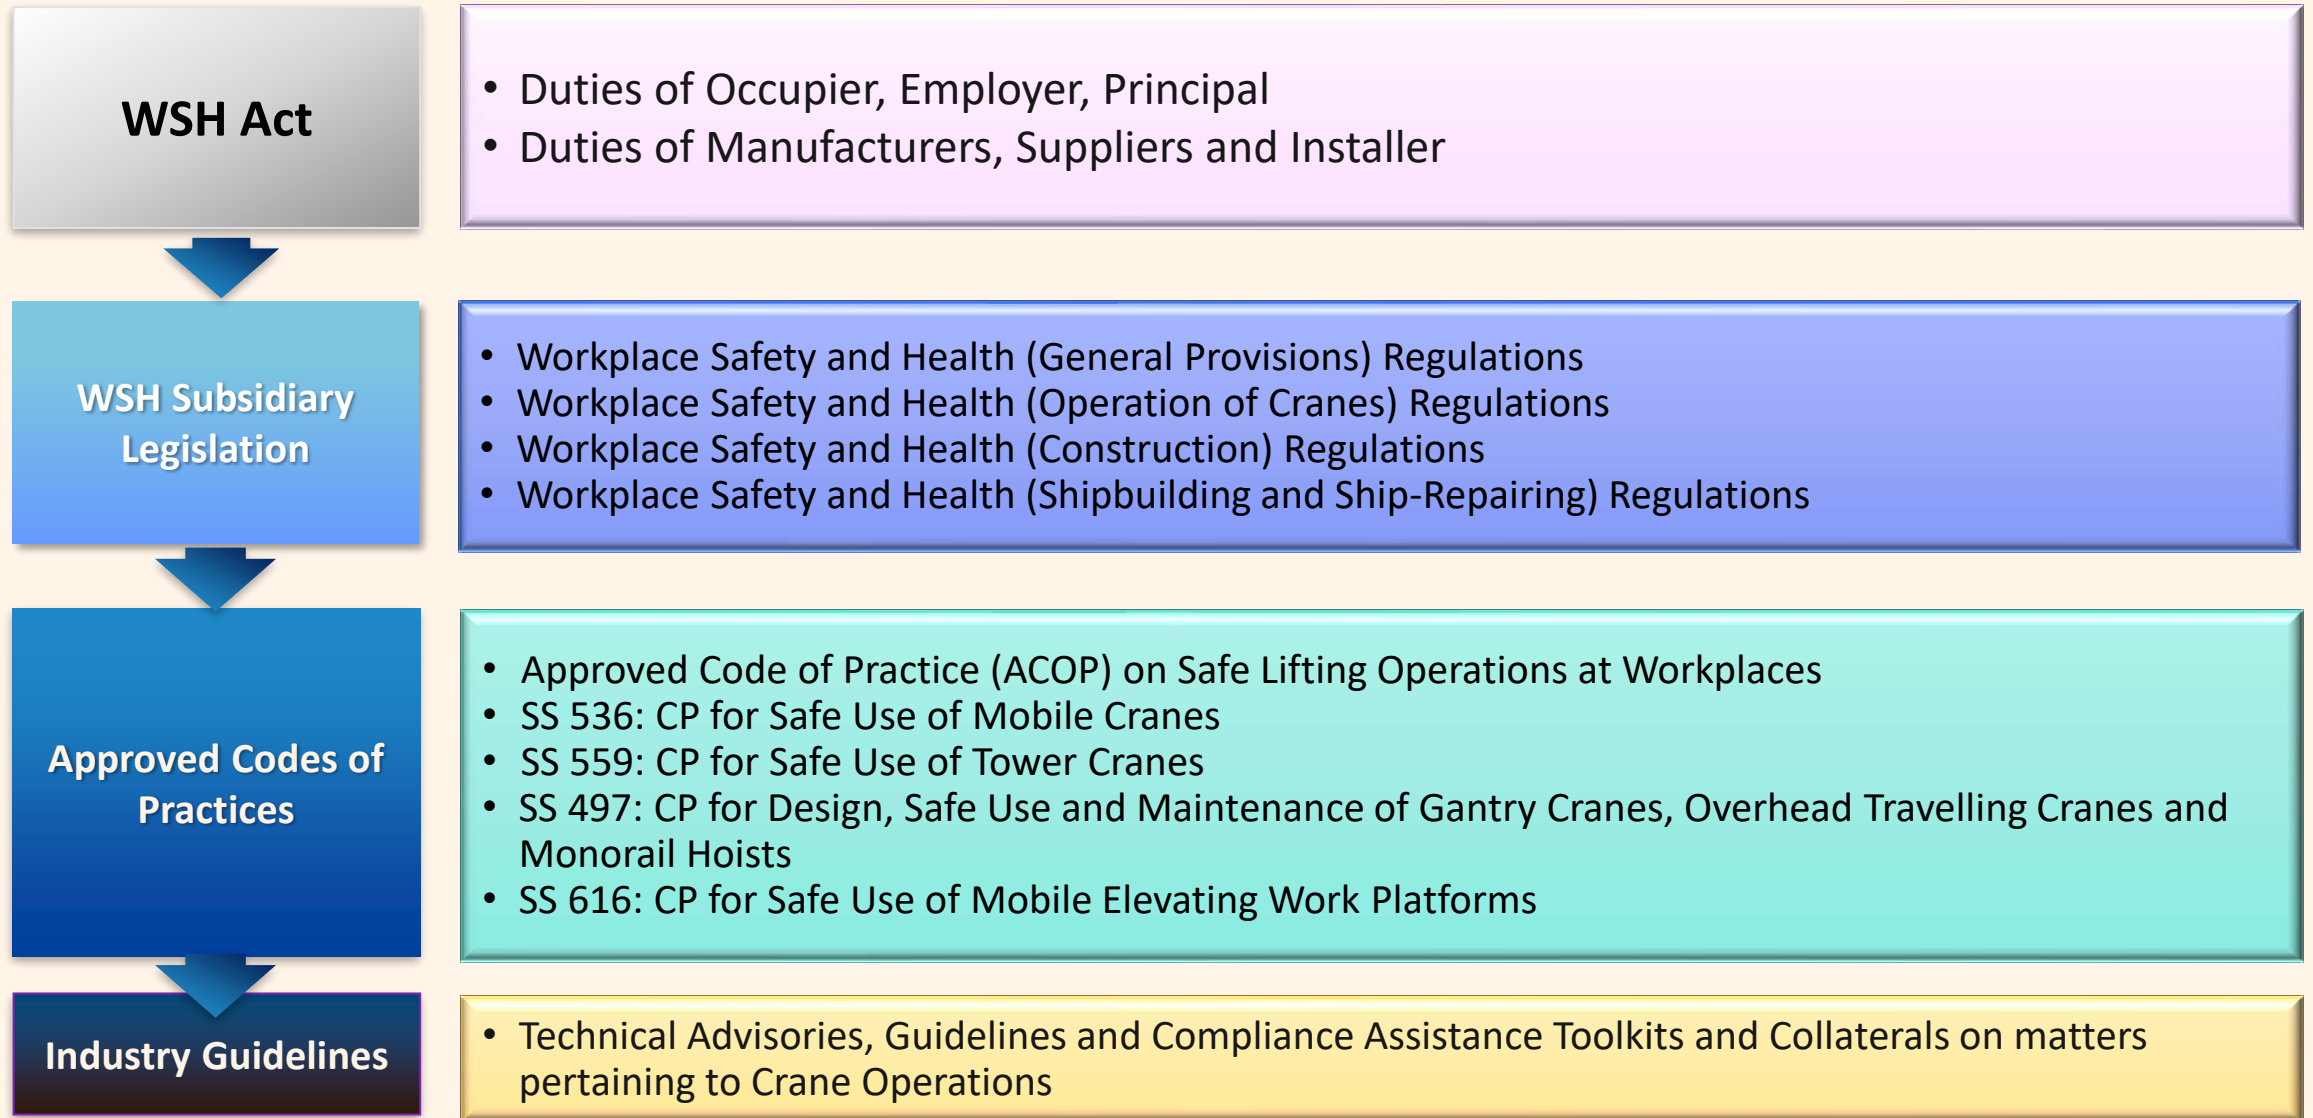 WSH Act
• Duties of Occupier, Employer, Principal
• Duties of Manufacturers, Suppliers and Installer
WSH Subsidiary
Legislation
• Workplace Safety and Health (General Provisions) Regulations
• Workplace Safety and Health (Operation of Cranes) Regulations
• Workplace Safety and Health (Construction) Regulations
• Workplace Safety and Health (Shipbuilding and Ship-Repairing) Regulations
Approved Codes of
Practices
• Approved Code of Practice (ACOP) on Safe Lifting Operations at Workplaces
• SS 536: CP for Safe Use of Mobile Cranes
• SS 559: CP for Safe Use of Tower Cranes
• SS 497: CP for Design, Safe Use and Maintenance of Gantry Cranes, Overhead Travelling Cranes and
Monorail Hoists
• SS 616: CP for Safe Use of Mobile Elevating Work Platforms
Industry Guidelines
• Technical Advisories, Guidelines and Compliance Assistance Toolkits and Collaterals on matters
pertaining to Crane Operations